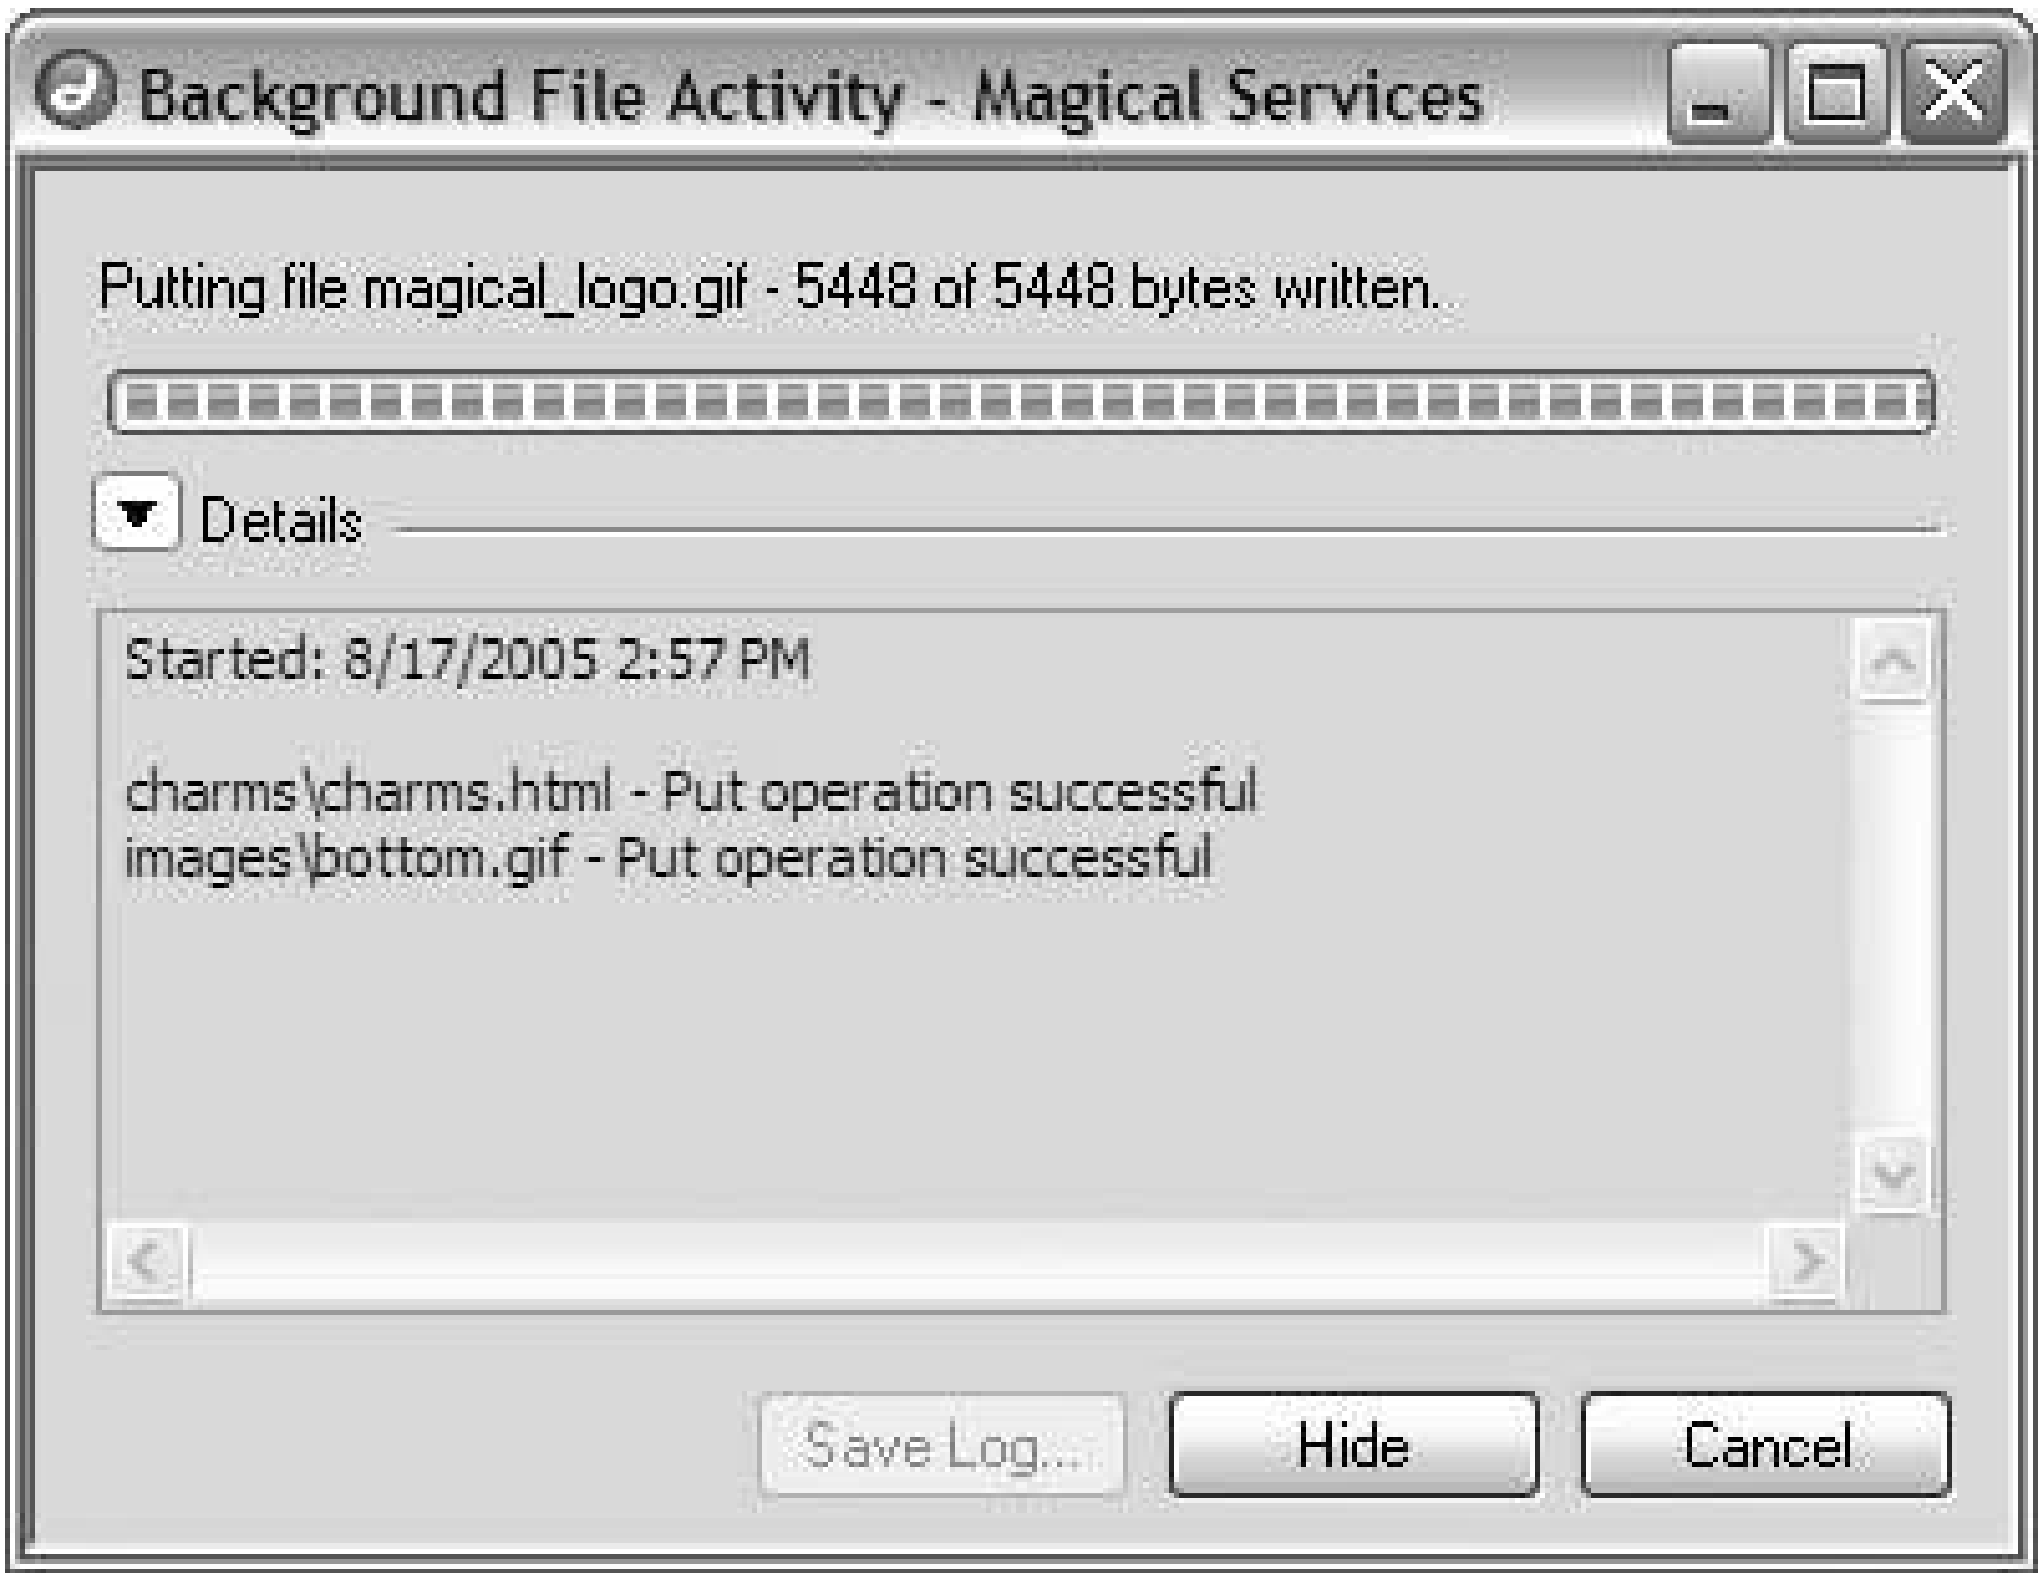 Background File Activity - Magical Services
Putting file magical_logo.gif - 5448 of 5448 bytes written.
Details
Started: 8/17/2005 2:57 PM
charms\charms.html - Put operation successful
images\bottom.gif - Put operation successful
Save Log...
Hide
Cancel